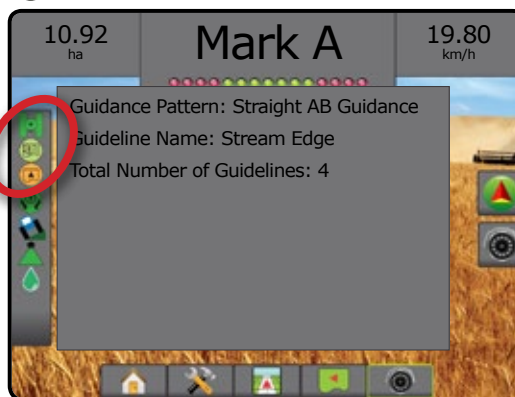 10.92
ha
Mark A
19.80
km/h
Guidance Pattern: Straight AB Guidance
Guideline Name: Stream Edge
Total Number of Guidelines: 4